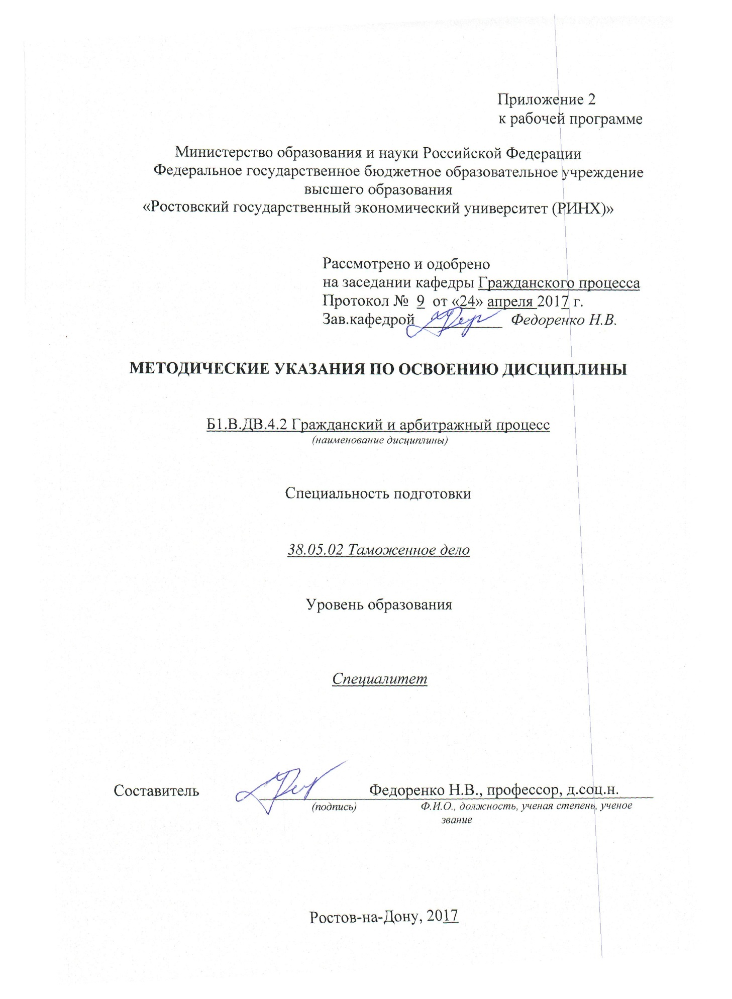 Приложение 2
к рабочей программе
Министерство образования и науки Российской Федерации
Федеральное государственное бюджетное образовательное учреждение
высшего образования
«Ростовский государственный экономический университет (РИНХ)»
Рассмотрено и одобрено
на заседании кафедры Гражданского процесса
Протокол № 9 от «24» апреля 2017 г.
Зав.кафедрой ____________ Федоренко Н.В.
МЕТОДИЧЕСКИЕ УКАЗАНИЯ ПО ОСВОЕНИЮ ДИСЦИПЛИНЫ
Б1.В.ДВ.4.2 Гражданский и арбитражный процесс
(наименование дисциплины)
Специальность подготовки
38.05.02 Таможенное дело
Уровень образования
Специалитет
Составитель ____________ Федоренко Н.В., профессор, д.соц.н.
(подпись) Ф.И.О., должность, ученая степень, ученое
звание
Ростов-на-Дону, 2017